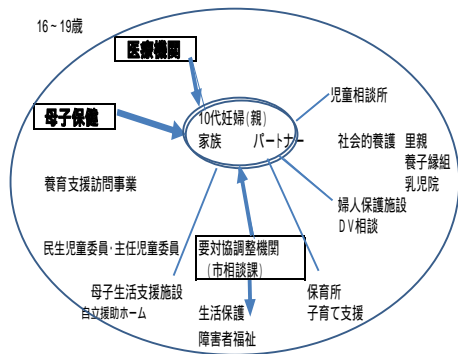 16~19歳
医療機関
母子保健
10代妊婦(親)
家族 パートナー
児童相談所
社会的養護 里親
養子縁組
乳児院
養育支援訪問事業
婦人保護施設
DV相談
民生児童委員・主任児童委員
要対協調整機関
(市相談課)
母子生活支援施設
自立援助ホーム
生活保護
障害者福祉
保育所
子育て支援